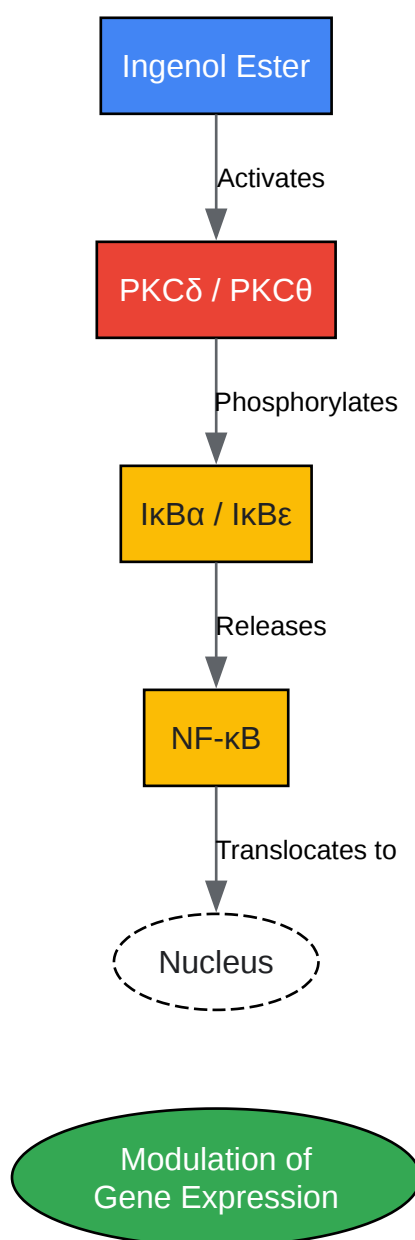 Ingenol Ester
Activates
PKCδ / PKCθ
Phosphorylates
IκBα / IκBε
Releases
NF-κB
Translocates to
Nucleus
Modulation of
Gene Expression